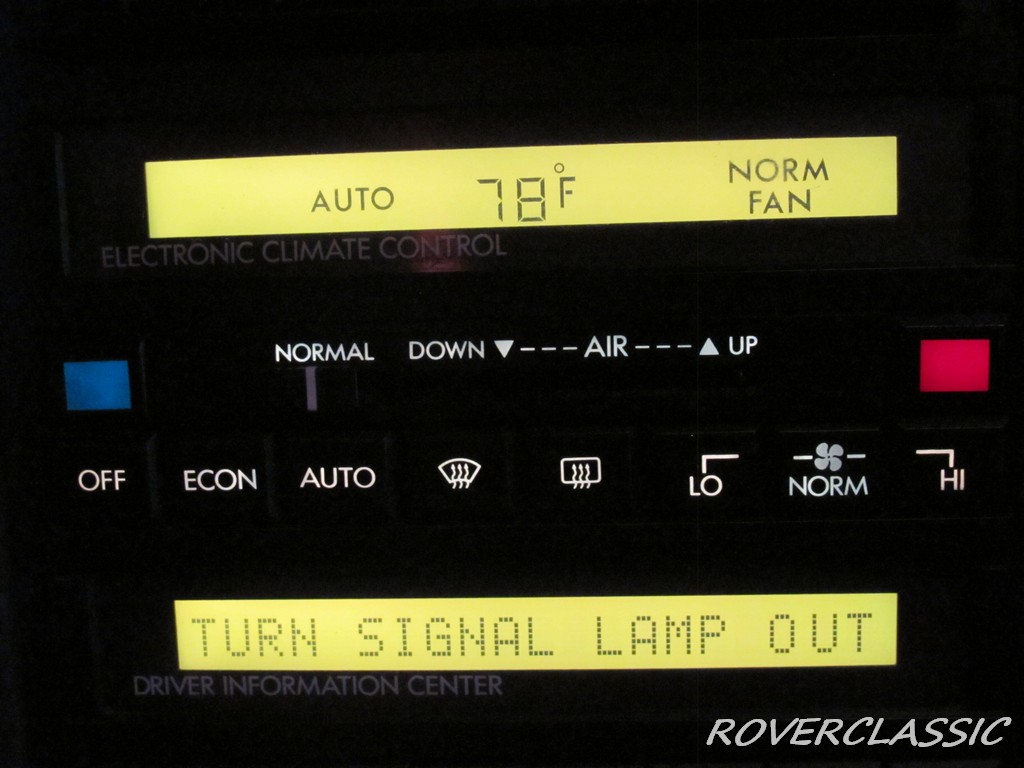 AUTO 78°F NORM
FAN
ELECTRONIC CLIMATE CONTROL
NORMAL DOWN ▼---AIR---▲ UP
OFF ECON AUTO LO NORM HI
TURN SIGNAL LAMP OUT
DRIVER INFORMATION CENTER
ROVERCLASSIC